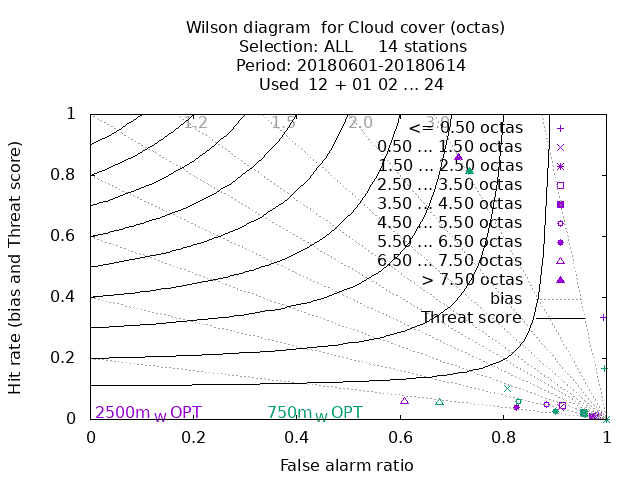 Wilson diagram for Cloud cover (octas)
Selection: ALL 14 stations
Period: 20180601-20180614
Used 12 + 01 02 ... 24
Hit rate (bias and Threat score)
1
0.8
0.6
0.4
0.2
0
1.2 1.5 2.0 3.0
<= 0.50 octas
0.50 ... 1.50 octas
1.50 ... 2.50 octas
2.50 ... 3.50 octas
3.50 ... 4.50 octas
4.50 ... 5.50 octas
5.50 ... 6.50 octas
6.50 ... 7.50 octas
> 7.50 octas
bias
Threat score
2500m W OPT 750m W OPT
0 0.2 0.4 0.6 0.8 1
False alarm ratio